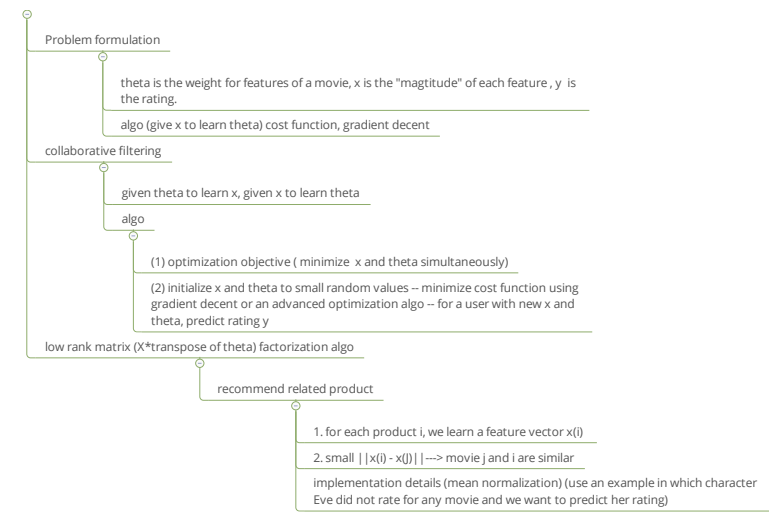 Problem formulation
theta is the weight for features of a movie, x is the "magtitude" of each feature , y  is
the rating.
algo (give x to learn theta) cost function, gradient decent
collaborative filtering
given theta to learn x, given x to learn theta
algo
(1) optimization objective ( minimize  x and theta simultaneously)
(2) initialize x and theta to small random values -- minimize cost function using
gradient decent or an advanced optimization algo -- for a user with new x and
theta, predict rating y
low rank matrix (X*transpose of theta) factorization algo
recommend related product
1. for each product i, we learn a feature vector x(i)
2. small ||x(i) - x(J)||---> movie j and i are similar
implementation details (mean normalization) (use an example in which character
Eve did not rate for any movie and we want to predict her rating)